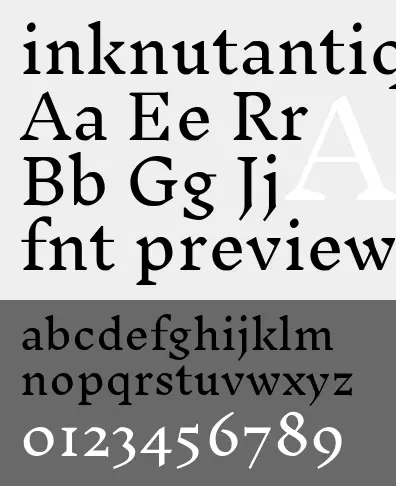 inknutantiq
Aa Ee Rr
A
Bb Gg Jj
fnt preview
abcdefghijklm
nopqrstuvwxyz
0123456789